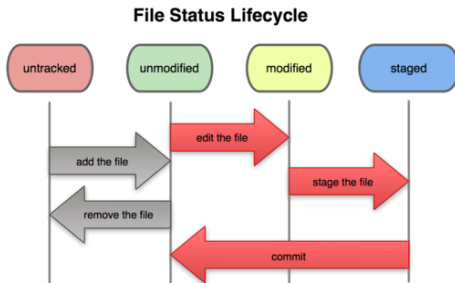 File Status Lifecycle
untracked
unmodified
modified
staged
edit the file
add the file
stage the file
remove the file
commit